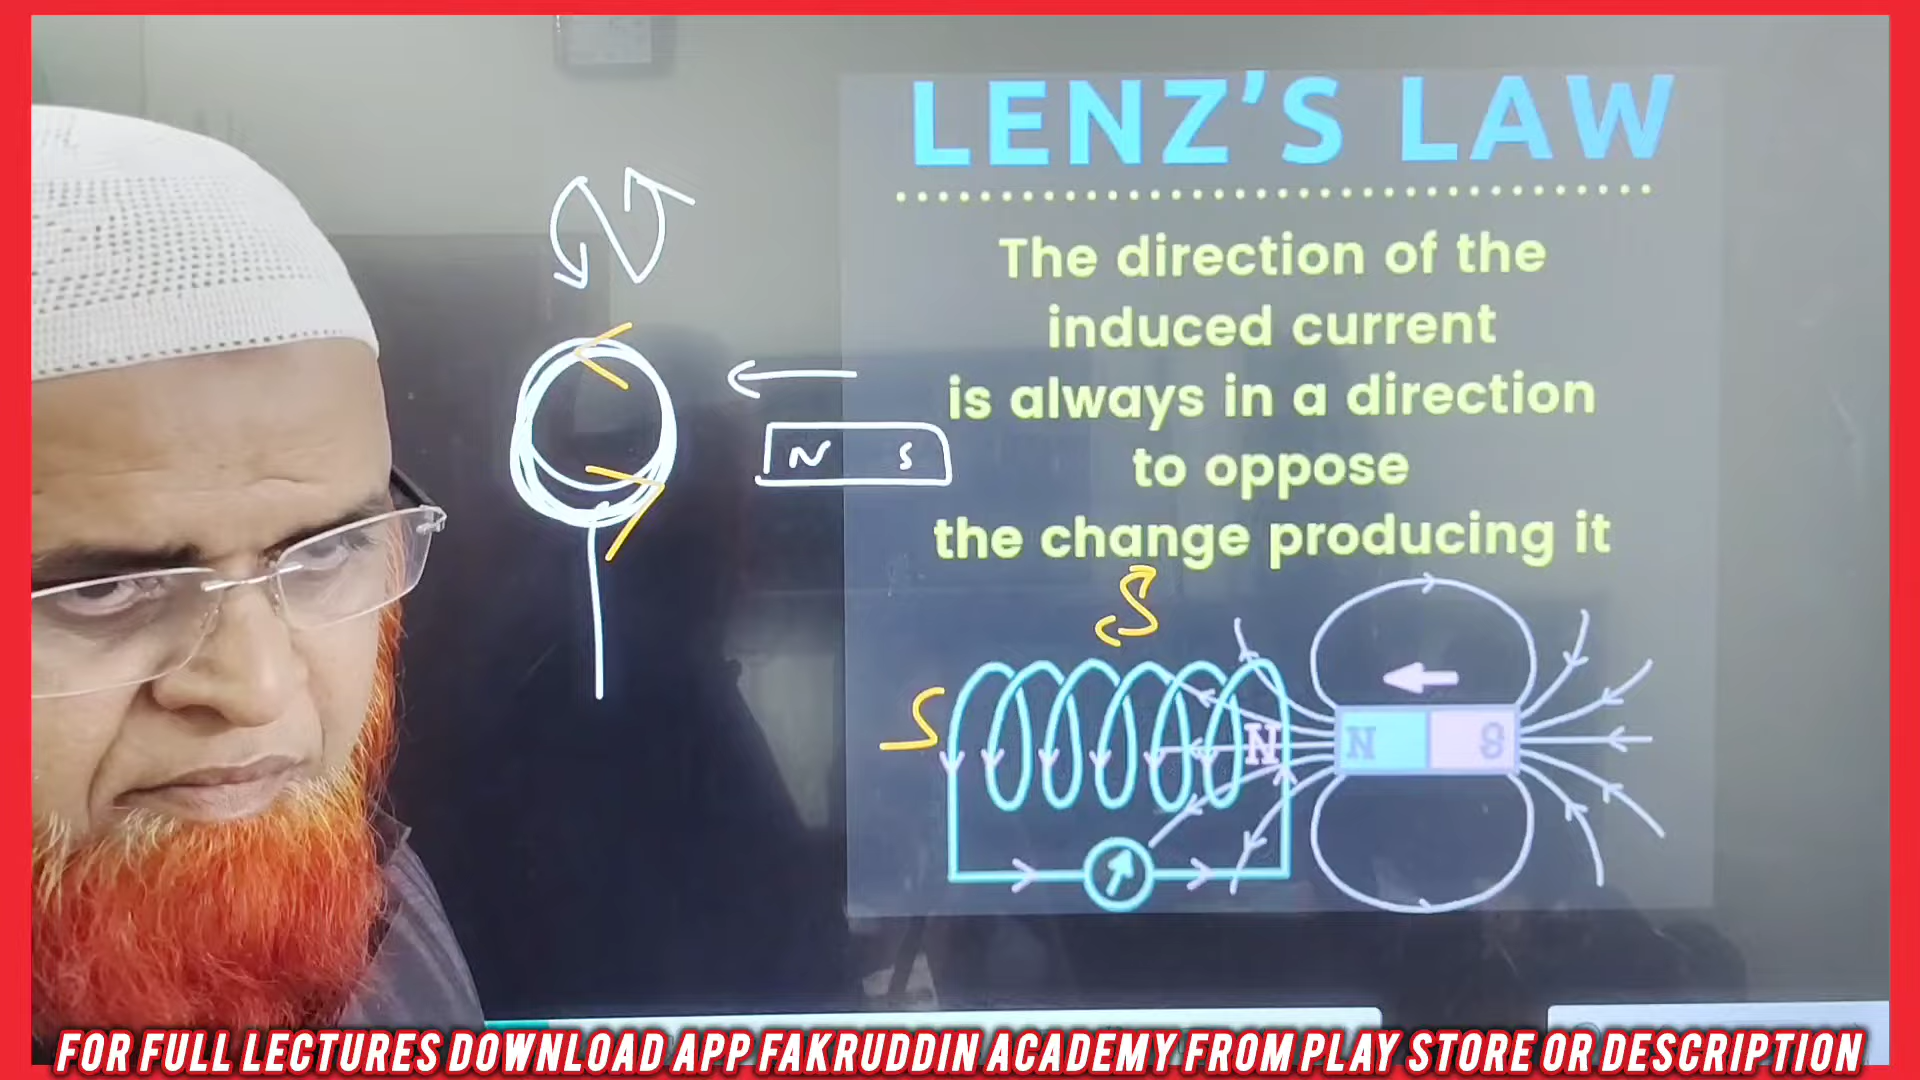 LENZ'S LAW
The direction of the
induced current
is always in a direction
to oppose
the change producing it
N
N S
S
S
N
N S
FOR FULL LECTURES DOWNLOAD APP FAKRUDDIN ACADEMY FROM PLAY STORE OR DESCRIPTION